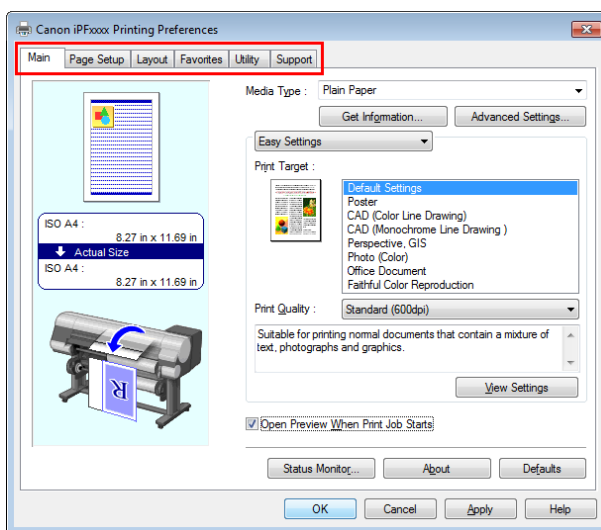 Canon iPFxxxx Printing Preferences
Main Page Setup Layout Favorites Utility Support
Media Type : Plain Paper
Get Information... Advanced Settings...
Easy Settings
Print Target :
Default Settings
Poster
CAD (Color Line Drawing)
CAD (Monochrome Line Drawing )
Perspective, GIS
Photo (Color)
Office Document
Faithful Color Reproduction
ISO A4 :
8.27 in x 11.69 in
Actual Size
ISO A4 :
8.27 in x 11.69 in
Print Quality : Standard (600dpi)
Suitable for printing normal documents that contain a mixture of
text, photographs and graphics.
View Settings
R
Open Preview When Print Job Starts
Status Monitor... About Defaults
OK Cancel Apply Help